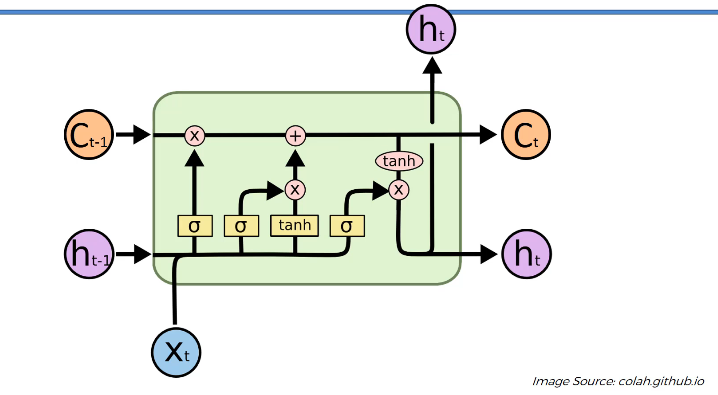 ht
Ct-1
x
+
Ct
tanh
x
x
σ
σ
tanh
σ
ht-1
ht
xt
Image Source: colah.github.io